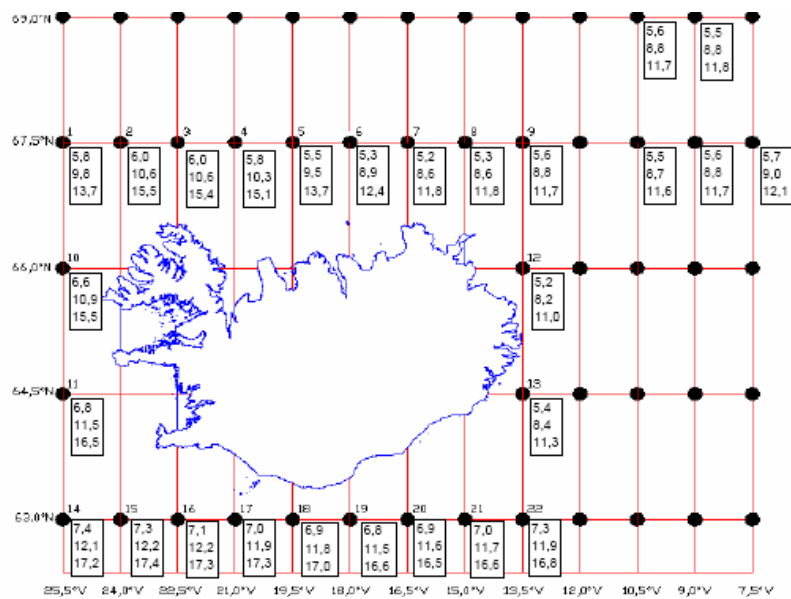 69,0°N
5,6 5,5
8,8 8,8
11,7 11,8
67,5°N 1 2 3 4 5 6 7 8 9
5,8 6,0 6,0 5,8 5,5 5,3 5,2 5,3 5,6 5,5 5,6 5,7
9,8 10,6 10,6 10,3 9,5 8,9 8,6 8,6 8,8 8,7 8,8 9,0
13,7 15,5 15,4 15,1 13,7 12,4 11,8 11,8 11,7 11,6 11,7 12,1
66,0°N 10 12
6,6 5,2
10,9 8,2
15,5 11,0
64,5°N 11 13
6,8 5,4
11,5 8,4
16,5 11,3
63,0°N 14 15 16 17 18 19 20 21 22
7,4 7,3 7,1 7,0 6,9 6,8 6,9 7,0 7,3
12,1 12,2 12,2 11,9 11,8 11,5 11,6 11,7 11,9
17,2 17,4 17,3 17,3 17,0 16,6 16,5 16,6 16,8
25,5°V 24,0°V 22,5°V 21,0°V 19,5°V 18,0°V 16,5°V 15,0°V 13,5°V 12,0°V 10,5°V 9,0°V 7,5°V